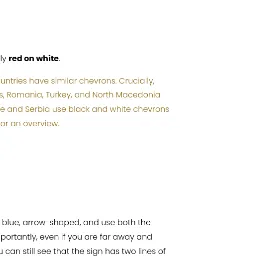 ly red on white.
untries have similar chevrons. Crucially,
s, Romania, Turkey, and North Macedonia
e and Serbia use black and white chevrons
or an overview.
blue, arrow-shaped, and use both the
portantly, even if you are far away and
u can still see that the sign has two lines of